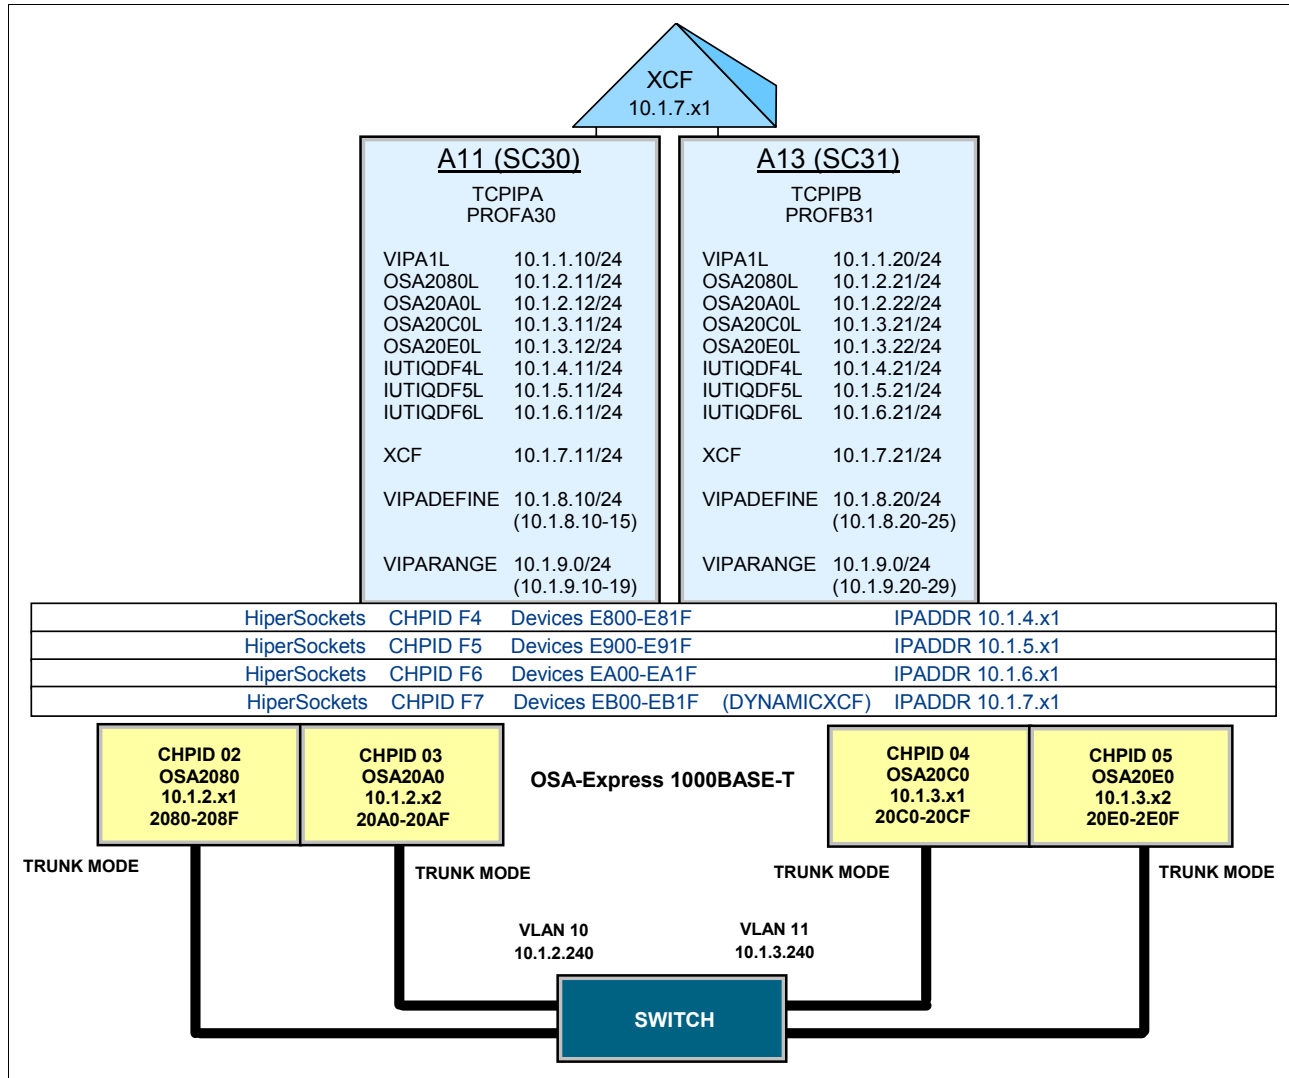 XCF
10.1.7.x1
A11 (SC30)
TCPIPA
PROFA30
VIPA1L 10.1.1.10/24
OSA2080L 10.1.2.11/24
OSA20A0L 10.1.2.12/24
OSA20C0L 10.1.3.11/24
OSA20E0L 10.1.3.12/24
IUTIQDF4L 10.1.4.11/24
IUTIQDF5L 10.1.5.11/24
IUTIQDF6L 10.1.6.11/24
XCF 10.1.7.11/24
VIPADEFINE 10.1.8.10/24
(10.1.8.10-15)
VIPARANGE 10.1.9.0/24
(10.1.9.10-19)
A13 (SC31)
TCPIPB
PROFB31
VIPA1L 10.1.1.20/24
OSA2080L 10.1.2.21/24
OSA20A0L 10.1.2.22/24
OSA20C0L 10.1.3.21/24
OSA20E0L 10.1.3.22/24
IUTIQDF4L 10.1.4.21/24
IUTIQDF5L 10.1.5.21/24
IUTIQDF6L 10.1.6.21/24
XCF 10.1.7.21/24
VIPADEFINE 10.1.8.20/24
(10.1.8.20-25)
VIPARANGE 10.1.9.0/24
(10.1.9.20-29)
HiperSockets CHPID F4 Devices E800-E81F IPADDR 10.1.4.x1
HiperSockets CHPID F5 Devices E900-E91F IPADDR 10.1.5.x1
HiperSockets CHPID F6 Devices EA00-EA1F IPADDR 10.1.6.x1
HiperSockets CHPID F7 Devices EB00-EB1F (DYNAMICXCF) IPADDR 10.1.7.x1
CHPID 02
OSA2080
10.1.2.x1
2080-208F
CHPID 03
OSA20A0
10.1.2.x2
20A0-20AF
OSA-Express 1000BASE-T
CHPID 04
OSA20C0
10.1.3.x1
20C0-20CF
CHPID 05
OSA20E0
10.1.3.x2
20E0-2E0F
TRUNK MODE
TRUNK MODE
TRUNK MODE
TRUNK MODE
VLAN 10
10.1.2.240
VLAN 11
10.1.3.240
SWITCH